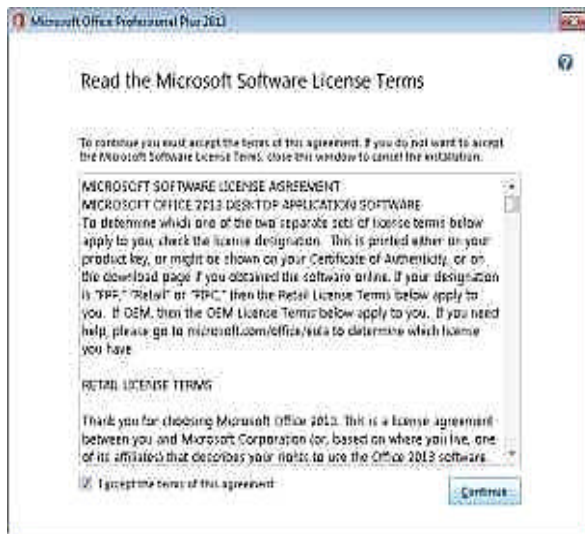 Microsoft Office Professional Plus 2013
Read the Microsoft Software License Terms
To continue you must accept the terms of this agreement. If you do not want to accept
the Microsoft Software License Terms, close this window to cancel the installation.
MICROSOFT SOFTWARE LICENSE AGREEMENT
MICROSOFT OFFICE 2013 DESKTOP APPLICATION SOFTWARE
To determine which one of the two separate sets of license terms below
apply to you, check the license designation. This is printed either on your
product key, or might be shown on your Certificate of Authenticity, or on
the download page if you obtained the software online. If your designation
is "FPP," "Retail" or "PIPC," then the Retail License Terms below apply to
you. If OEM, then the OEM License Terms below apply to you. If you need
help, please go to microsoft.com/office/eula to determine which license
you have
RETAIL LICENSE TERMS
Thank you for choosing Microsoft Office 2013. This is a license agreement
between you and Microsoft Corporation (or, based on where you live, one
of its affiliates) that describes your rights to use the Office 2013 software.
I accept the terms of this agreement
Continue